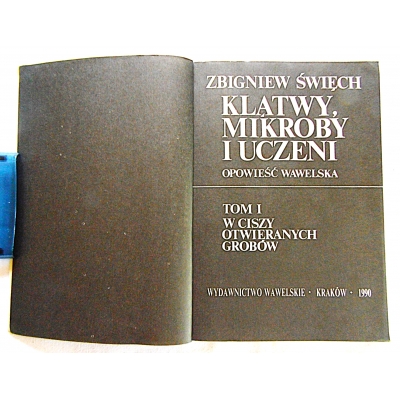 ZBIGNIEW ŚWIĘCH
KLĄTWY,
MIKROBY
I UCZENI
OPOWIEŚĆ WAWELSKA
TOM I
W CISZY
OTWIERANYCH
GROBÓW
WYDAWNICTWO WAWELSKIE · KRAKÓW · 1990